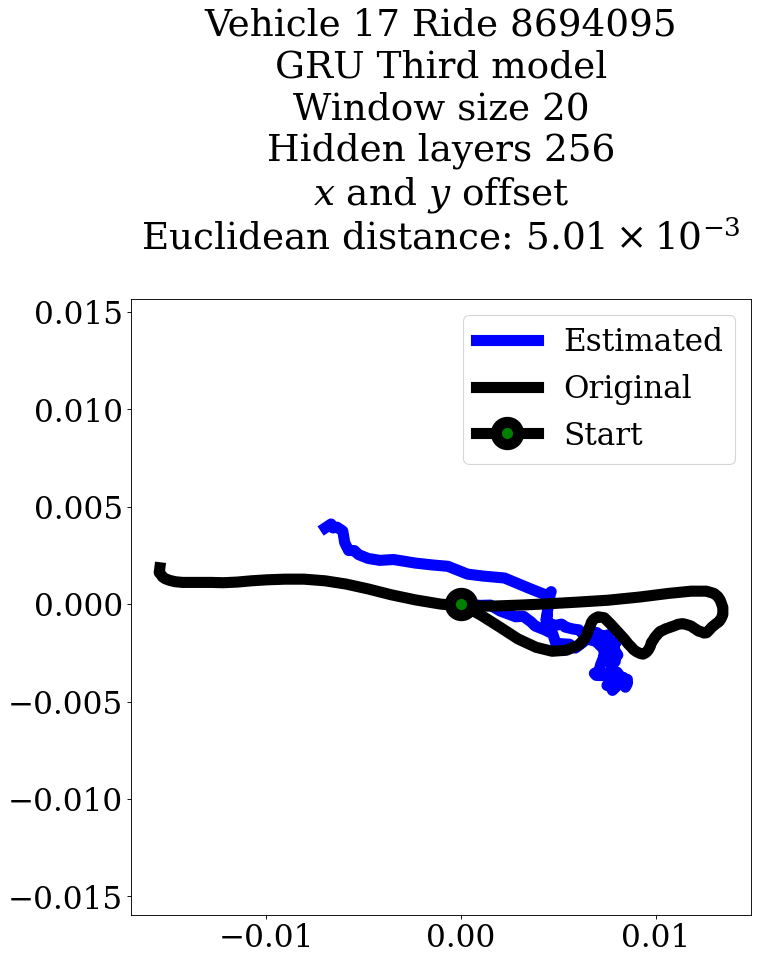 Vehicle 17 Ride 8694095
GRU Third model
Window size 20
Hidden layers 256
x and y offset
Euclidean distance: 5.01 × 10⁻³
Estimated
Original
Start
0.015
0.010
0.005
0.000
−0.005
−0.010
−0.015
−0.01 0.00 0.01